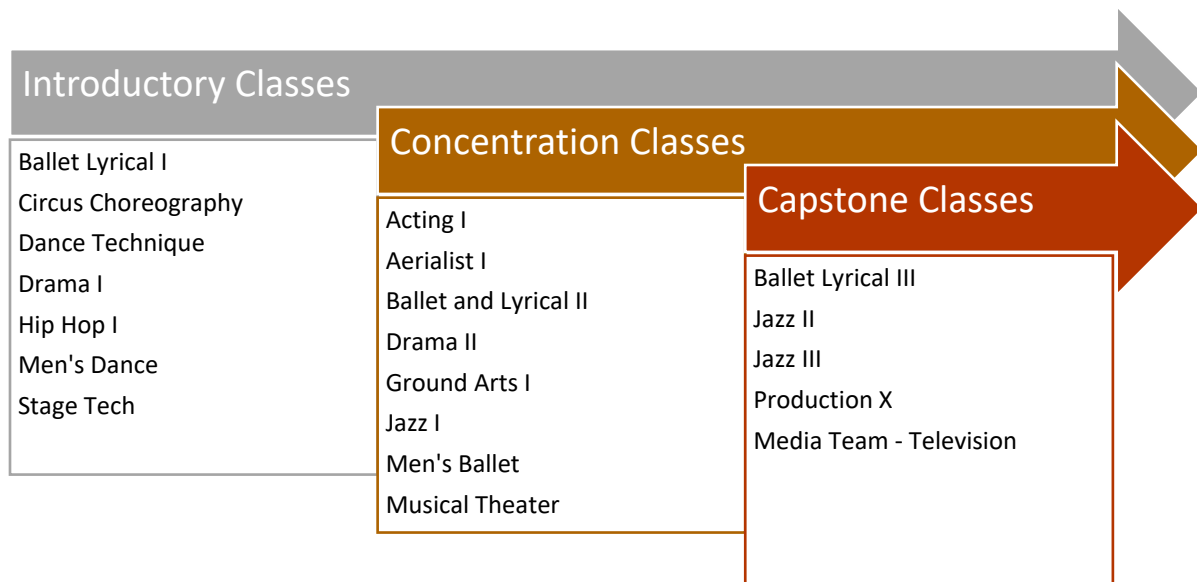 Introductory Classes
Ballet Lyrical I
Circus Choreography
Dance Technique
Drama I
Hip Hop I
Men's Dance
Stage Tech
Concentration Classes
Acting I
Aerialist I
Ballet and Lyrical II
Drama II
Ground Arts I
Jazz I
Men's Ballet
Musical Theater
Capstone Classes
Ballet Lyrical III
Jazz II
Jazz III
Production X
Media Team - Television